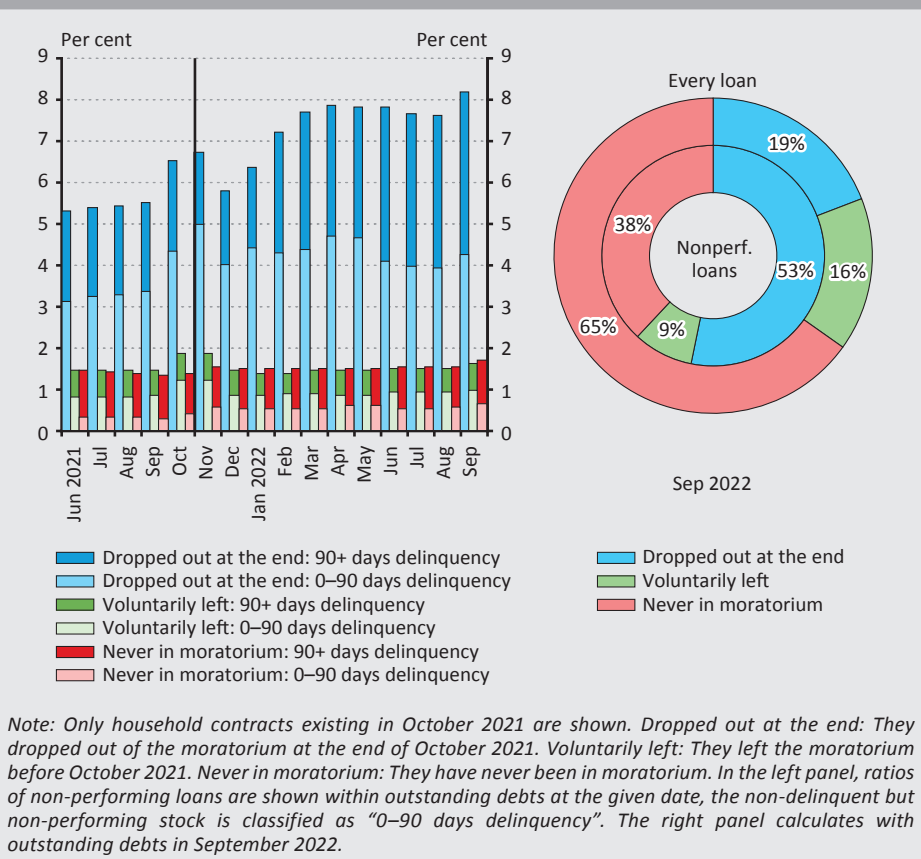 Per cent
Per cent
9
8
7
6
5
4
3
2
1
0
9
8
7
6
5
4
3
2
1
0
Jun 2021
Jul
Aug
Sep
Oct
Nov
Dec
Jan 2022
Feb
Mar
Apr
May
Jun
Jul
Aug
Sep
Every loan
19%
38%
Nonperf.
loans
53%
16%
65%
9%
Sep 2022
Dropped out at the end: 90+ days delinquency
Dropped out at the end: 0–90 days delinquency
Voluntarily left: 90+ days delinquency
Voluntarily left: 0–90 days delinquency
Never in moratorium: 90+ days delinquency
Never in moratorium: 0–90 days delinquency
Dropped out at the end
Voluntarily left
Never in moratorium
Note: Only household contracts existing in October 2021 are shown. Dropped out at the end: They
dropped out of the moratorium at the end of October 2021. Voluntarily left: They left the moratorium
before October 2021. Never in moratorium: They have never been in moratorium. In the left panel, ratios
of non-performing loans are shown within outstanding debts at the given date, the non-delinquent but
non-performing stock is classified as “0–90 days delinquency”. The right panel calculates with
outstanding debts in September 2022.